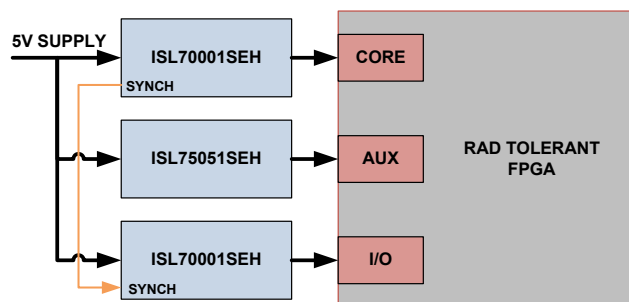 5V SUPPLY
ISL70001SEH
SYNCH
CORE
ISL75051SEH
AUX
RAD TOLERANT
FPGA
ISL70001SEH
SYNCH
I/O